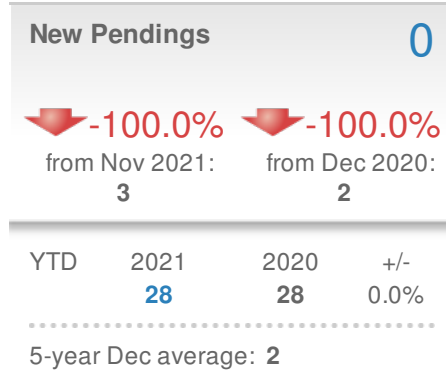 New Pendings 0
-100.0% -100.0%
from Nov 2021: from Dec 2020:
3 2
YTD 2021 2020 +/-
28 28 0.0%
5-year Dec average: 2